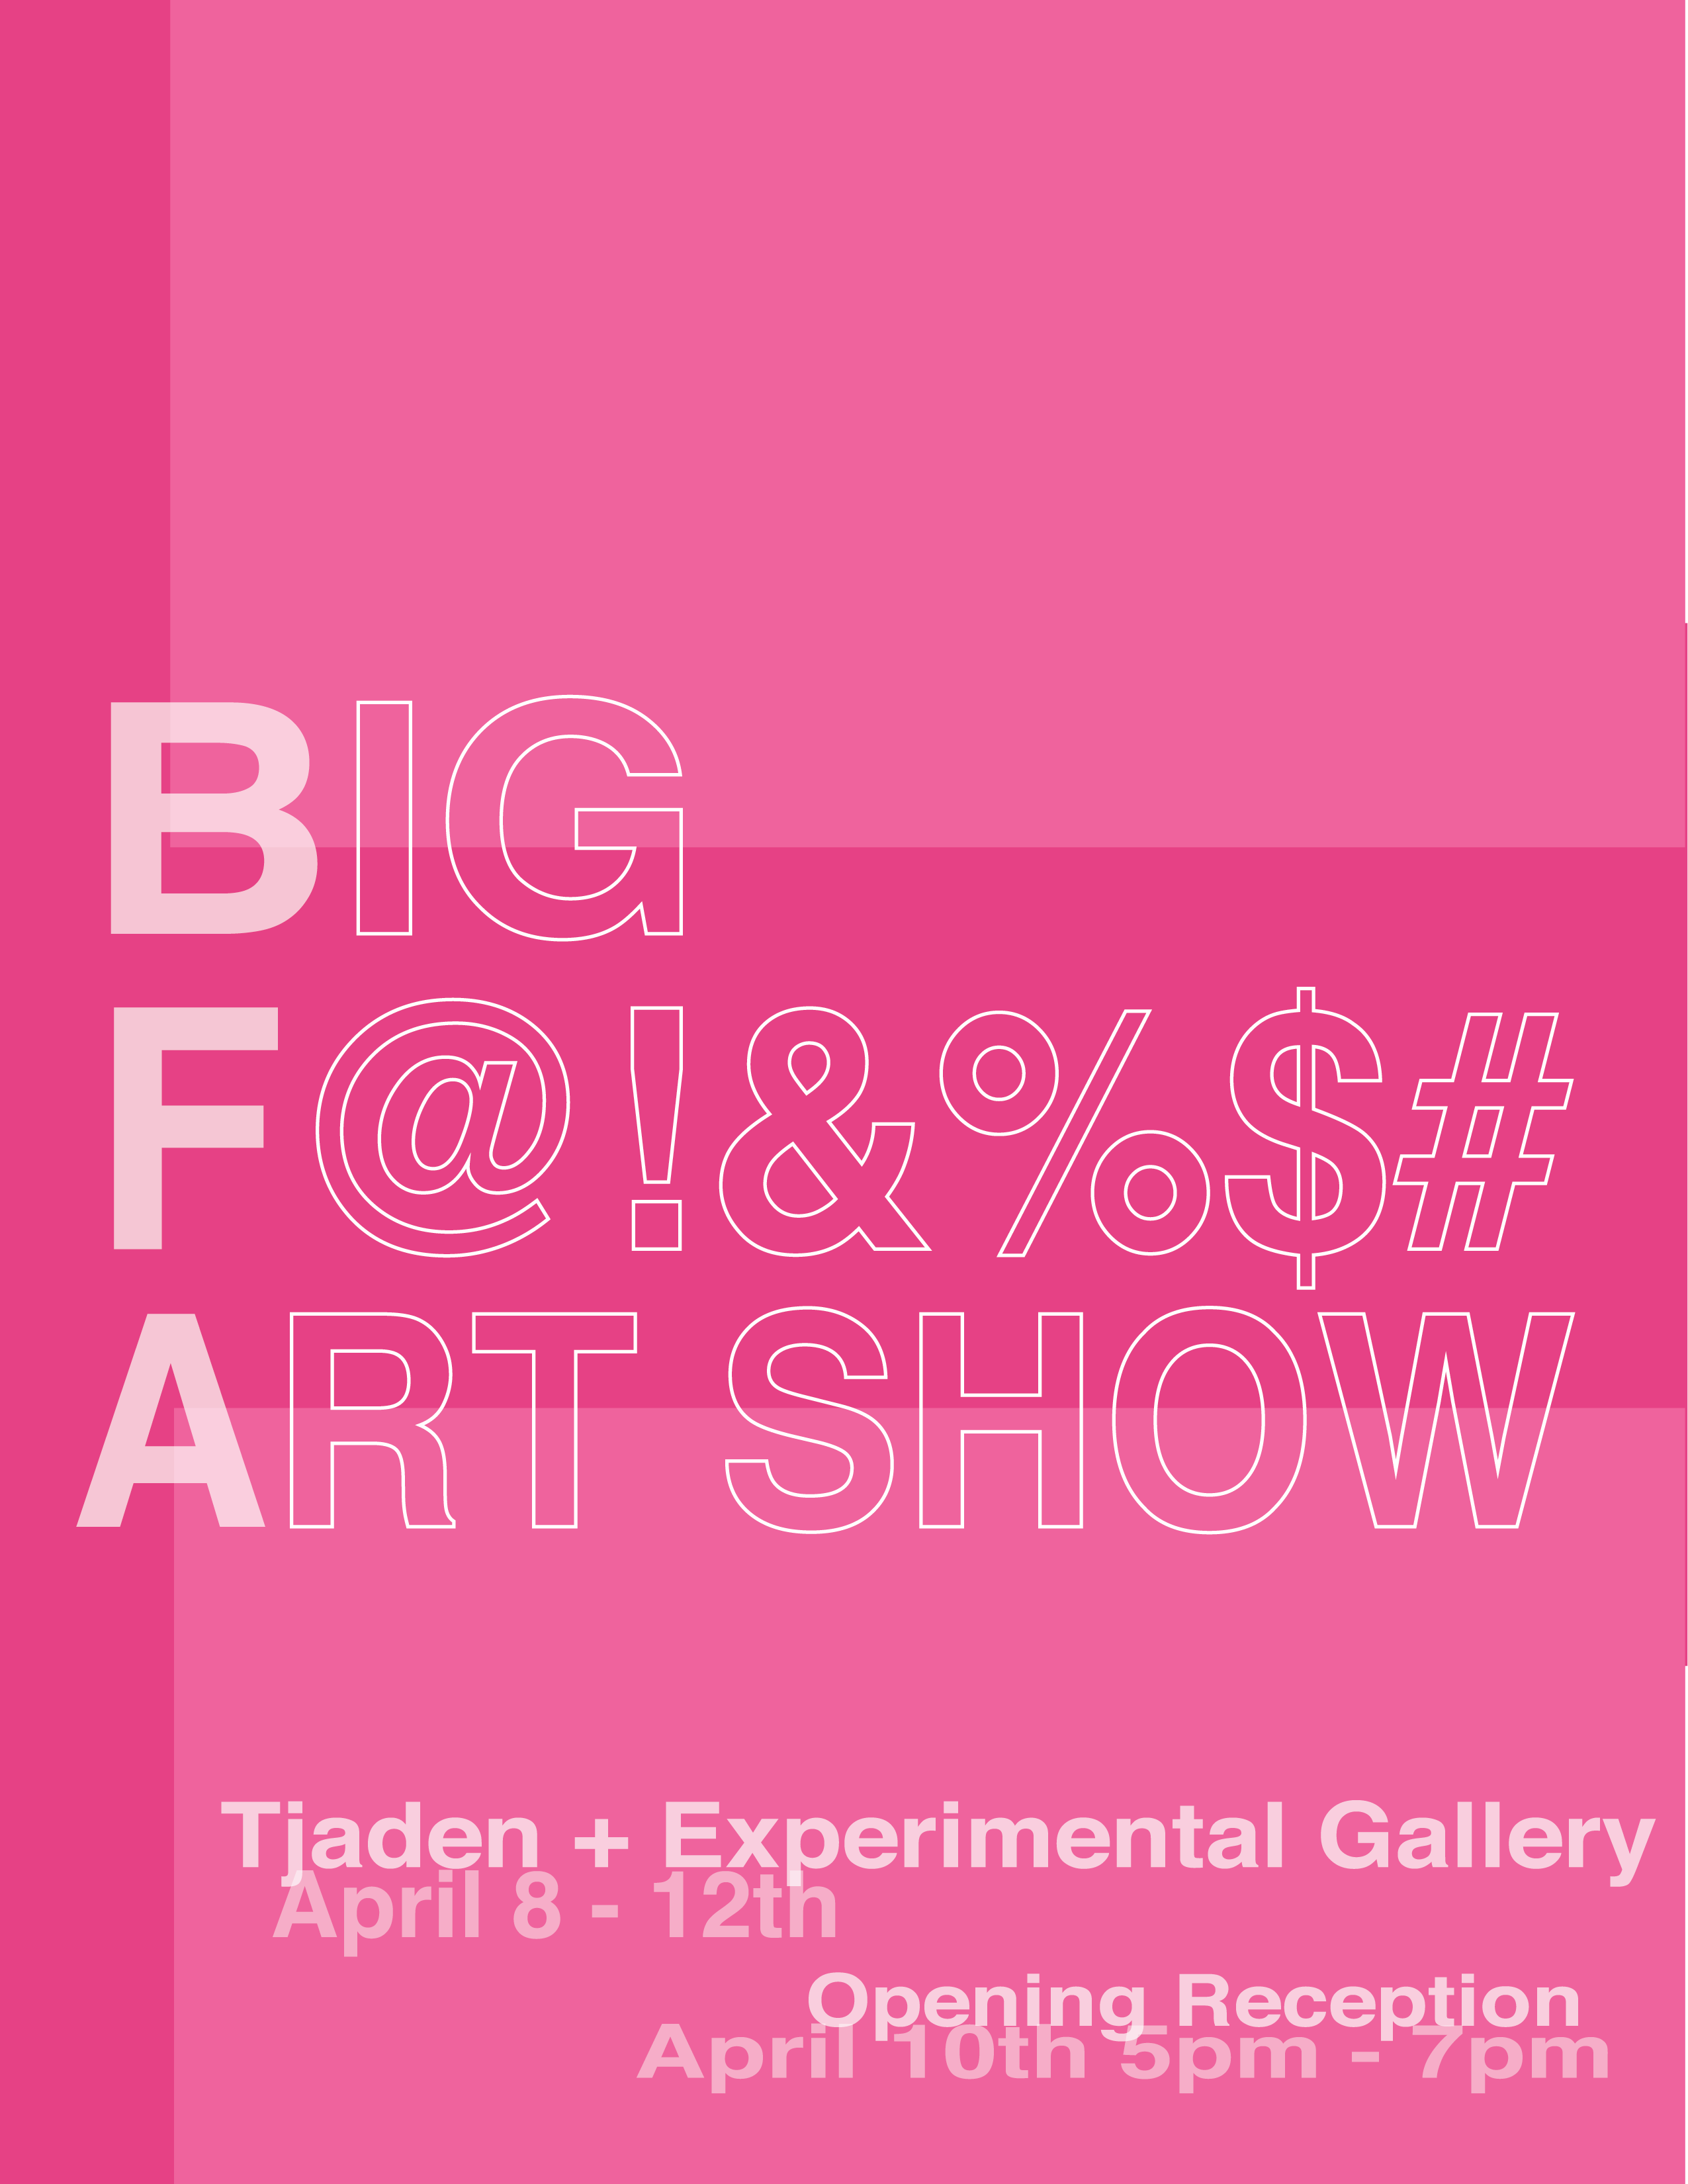 BIG
F@!&%$#
ART SHOW
Tjaden + Experimental Gallery
April 8 - 12th
Opening Reception
April 10th 5pm - 7pm